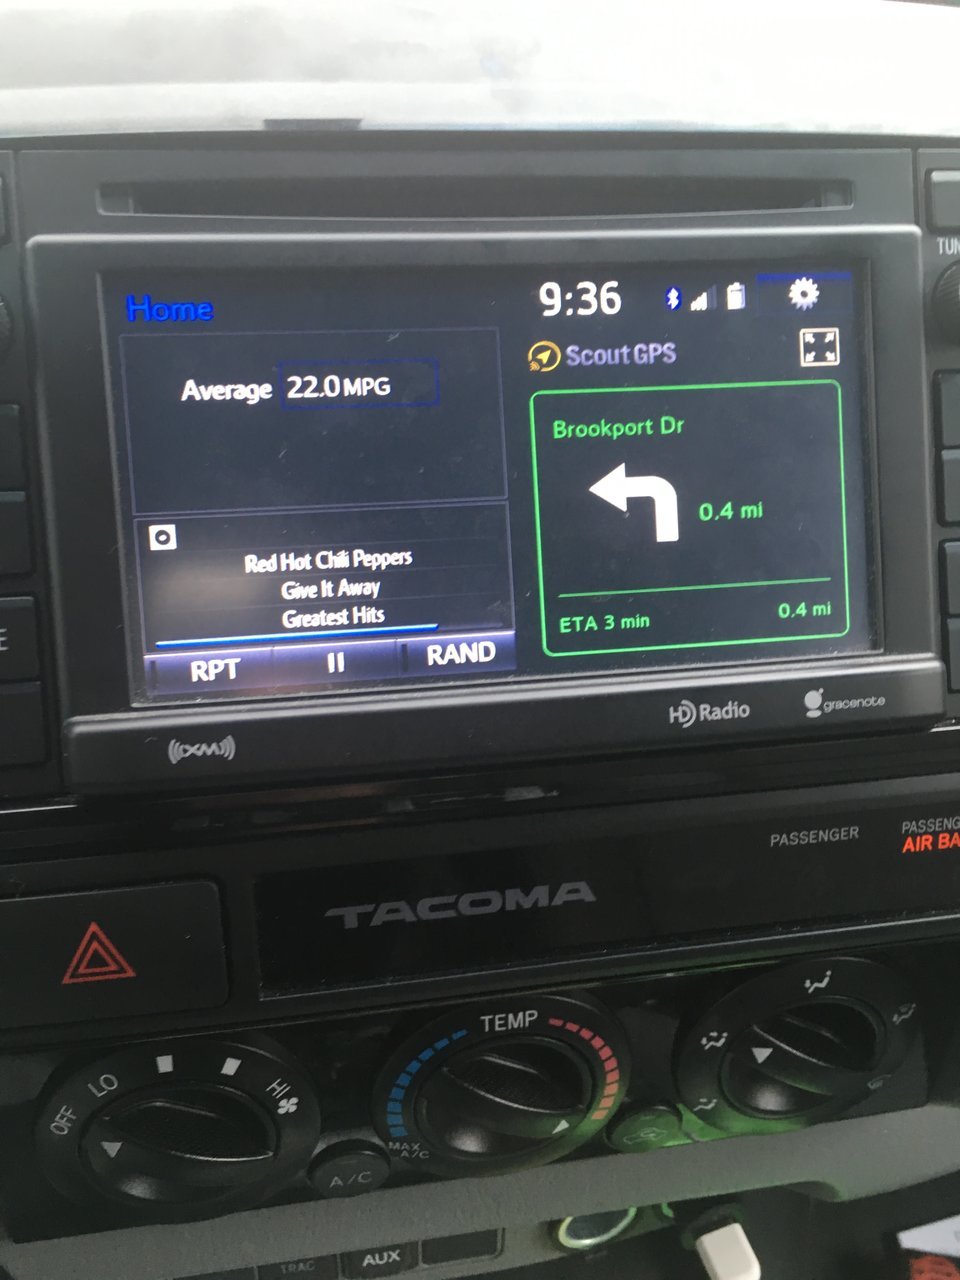 TUN
Home
9:36
Scout GPS
Average 22.0 MPG
Brookport Dr
0.4 mi
Red Hot Chili Peppers
Give It Away
Greatest Hits
ETA 3 min
0.4 mi
RPT
RAND
E
((XM))
HD Radio
gracenote
PASSENGER
PASSENG
AIR BA
TACOMA
TEMP
OFF
LO
HI
MAX
A/C
A/C
TRAC
AUX